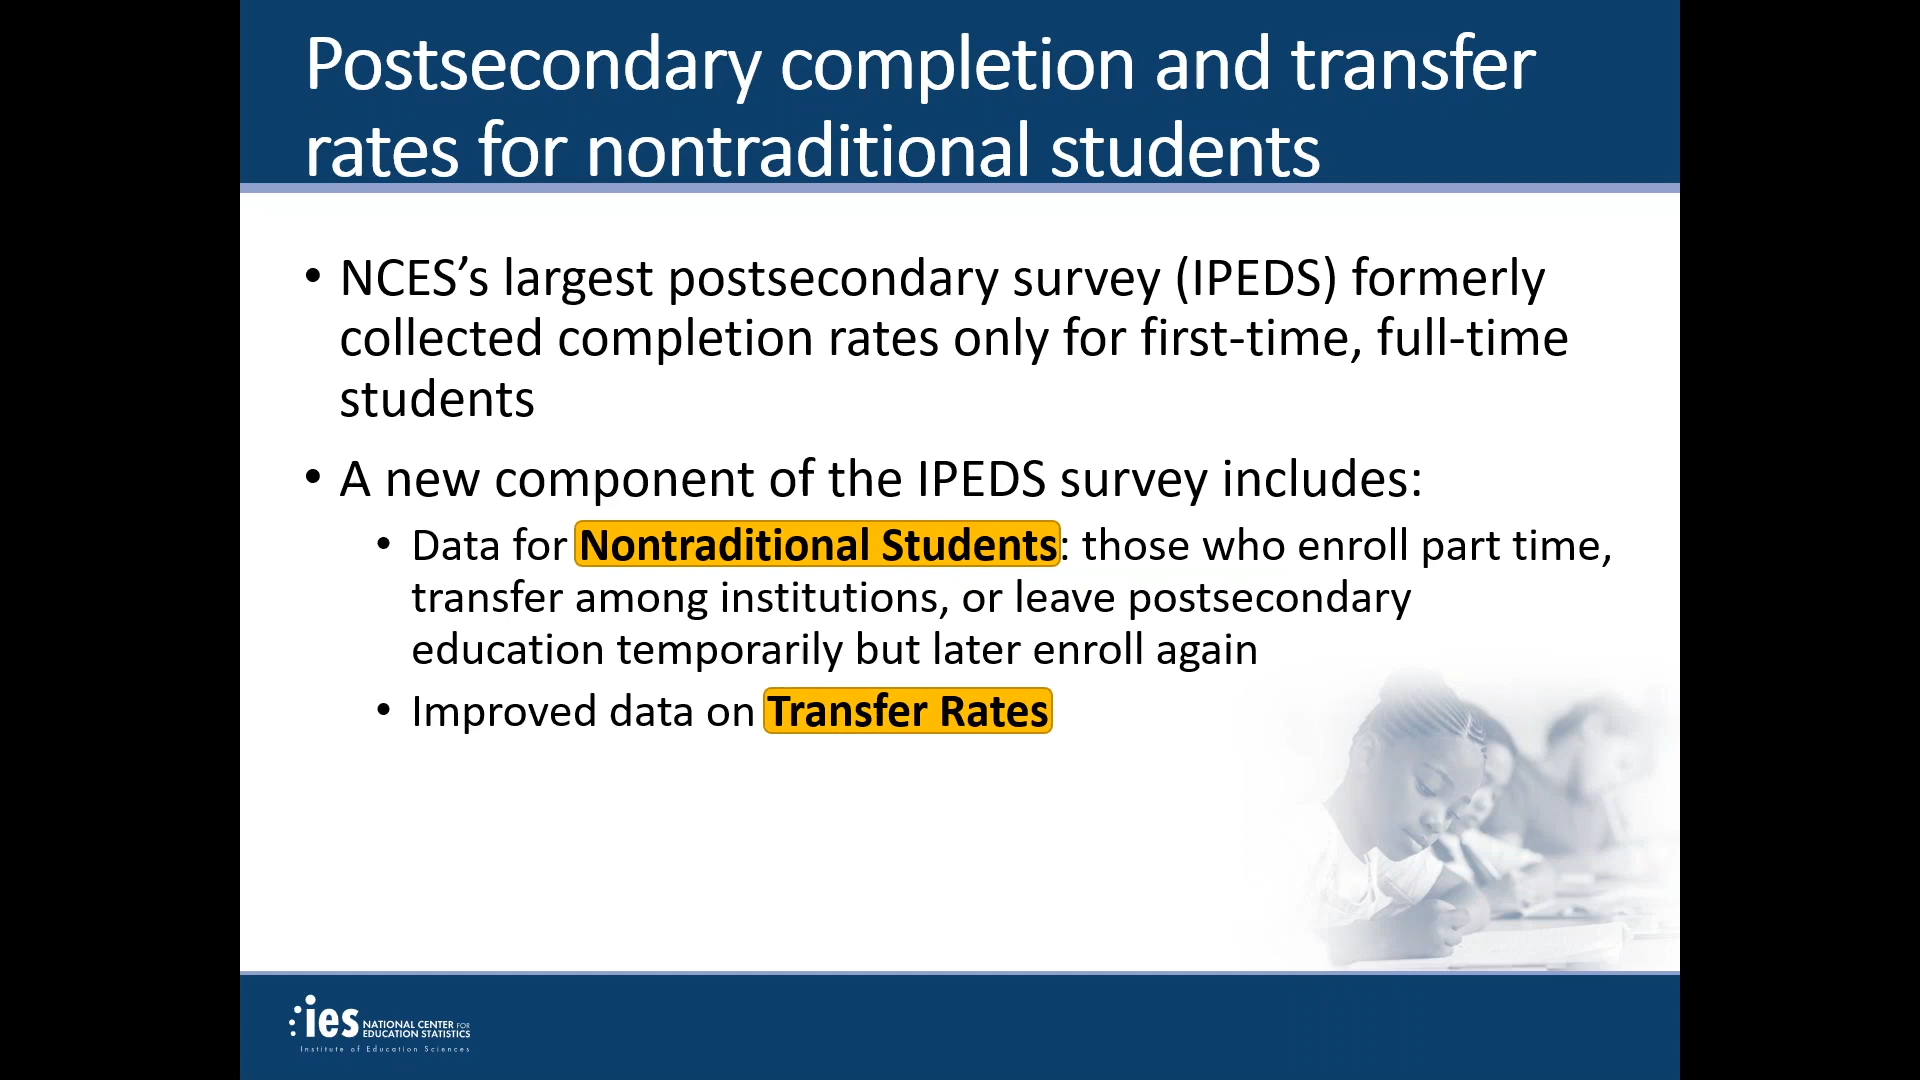 Postsecondary completion and transfer
rates for nontraditional students
• NCES’s largest postsecondary survey (IPEDS) formerly
collected completion rates only for first-time, full-time
students
• A new component of the IPEDS survey includes:
• Data for Nontraditional Students: those who enroll part time,
transfer among institutions, or leave postsecondary
education temporarily but later enroll again
• Improved data on Transfer Rates
ies NATIONAL CENTER FOR
EDUCATION STATISTICS
Institute of Education Sciences